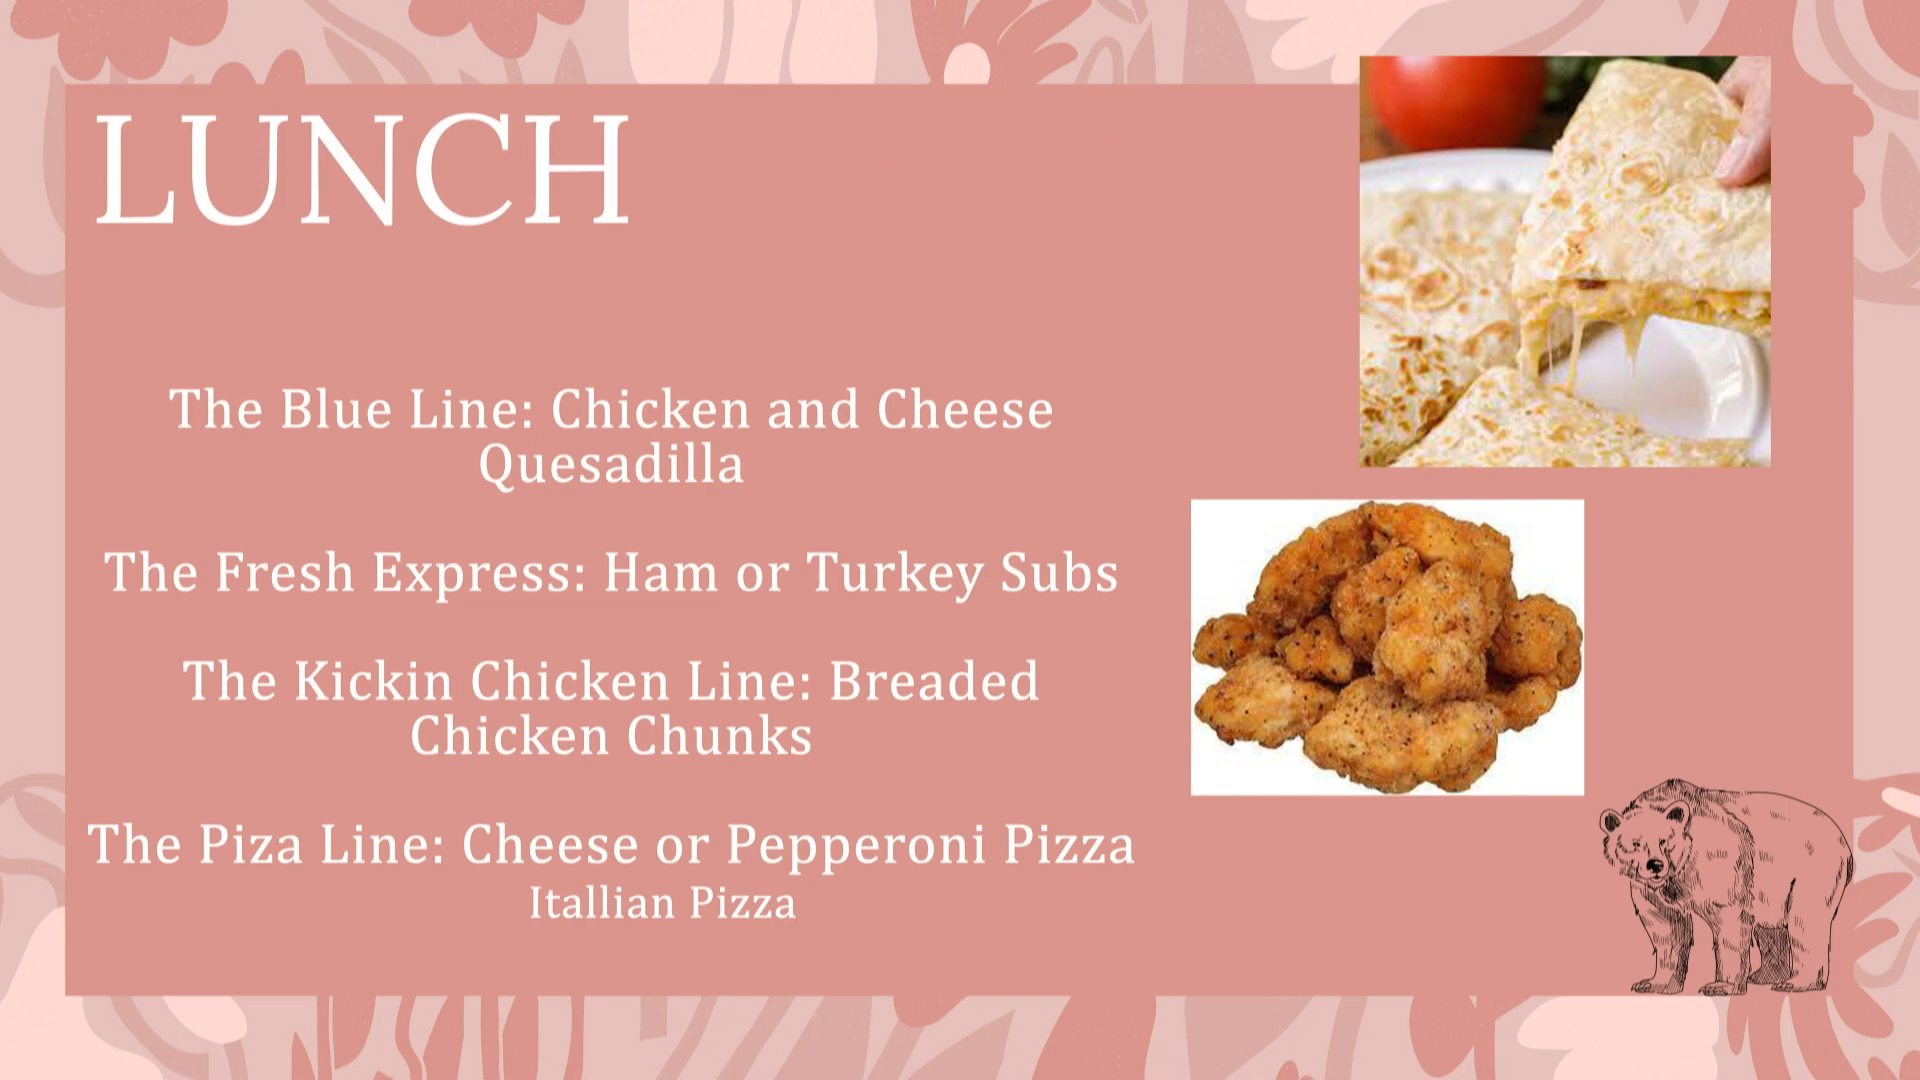 LUNCH
The Blue Line: Chicken and Cheese
Quesadilla
The Fresh Express: Ham or Turkey Subs
The Kickin Chicken Line: Breaded
Chicken Chunks
The Piza Line: Cheese or Pepperoni Pizza
Itallian Pizza